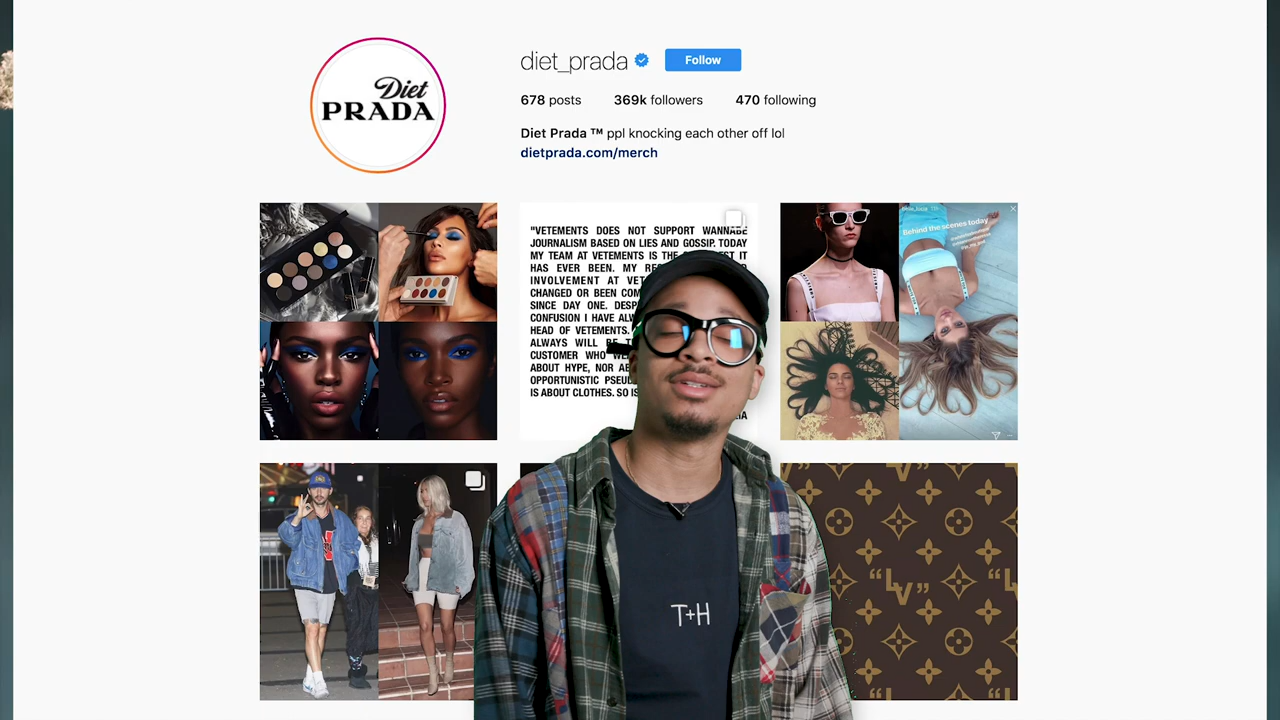 Diet
PRADA
diet_prada
Follow
678 posts 369k followers 470 following
Diet Prada ™ ppl knocking each other off lol
dietprada.com/merch
"VETEMENTS DOES NOT SUPPORT WANNABE
JOURNALISM BASED ON LIES AND GOSSIP. TODAY
MY TEAM AT VETEMENTS IS THE
HAS EVER BEEN. MY
INVOLVEMENT AT
CHANGED OR BEEN
SINCE DAY ONE.
CONFUSION I HAVE
HEAD OF VETEMENTS.
ALWAYS WILL BE
CUSTOMER WHO
ABOUT HYPE, NOR
OPPORTUNISTIC
IS ABOUT CLOTHES. SO
Behind the scenes today
T+H
"LV"